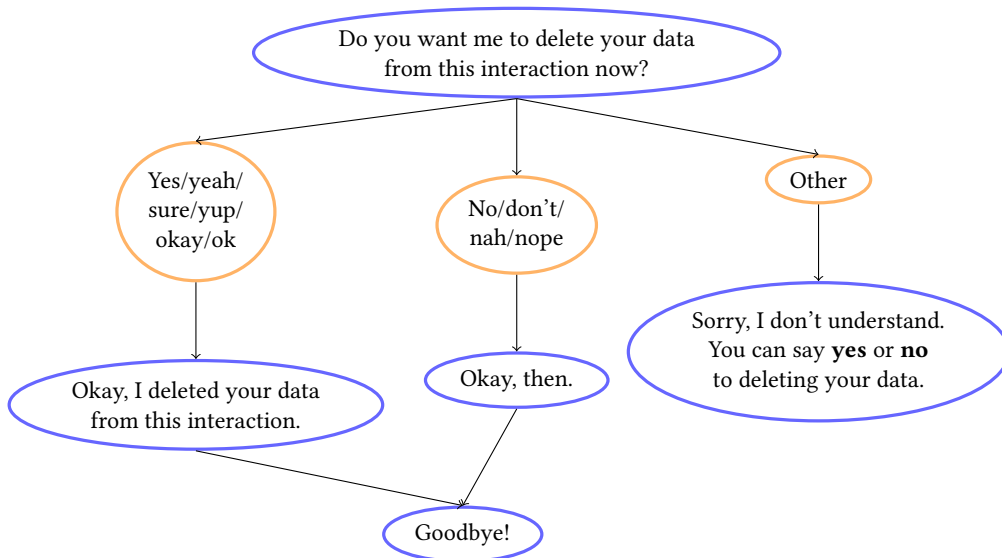 Do you want me to delete your data
from this interaction now?
Yes/yeah/
sure/yup/
okay/ok
No/don't/
nah/nope
Other
Okay, I deleted your data
from this interaction.
Okay, then.
Sorry, I don't understand.
You can say yes or no
to deleting your data.
Goodbye!